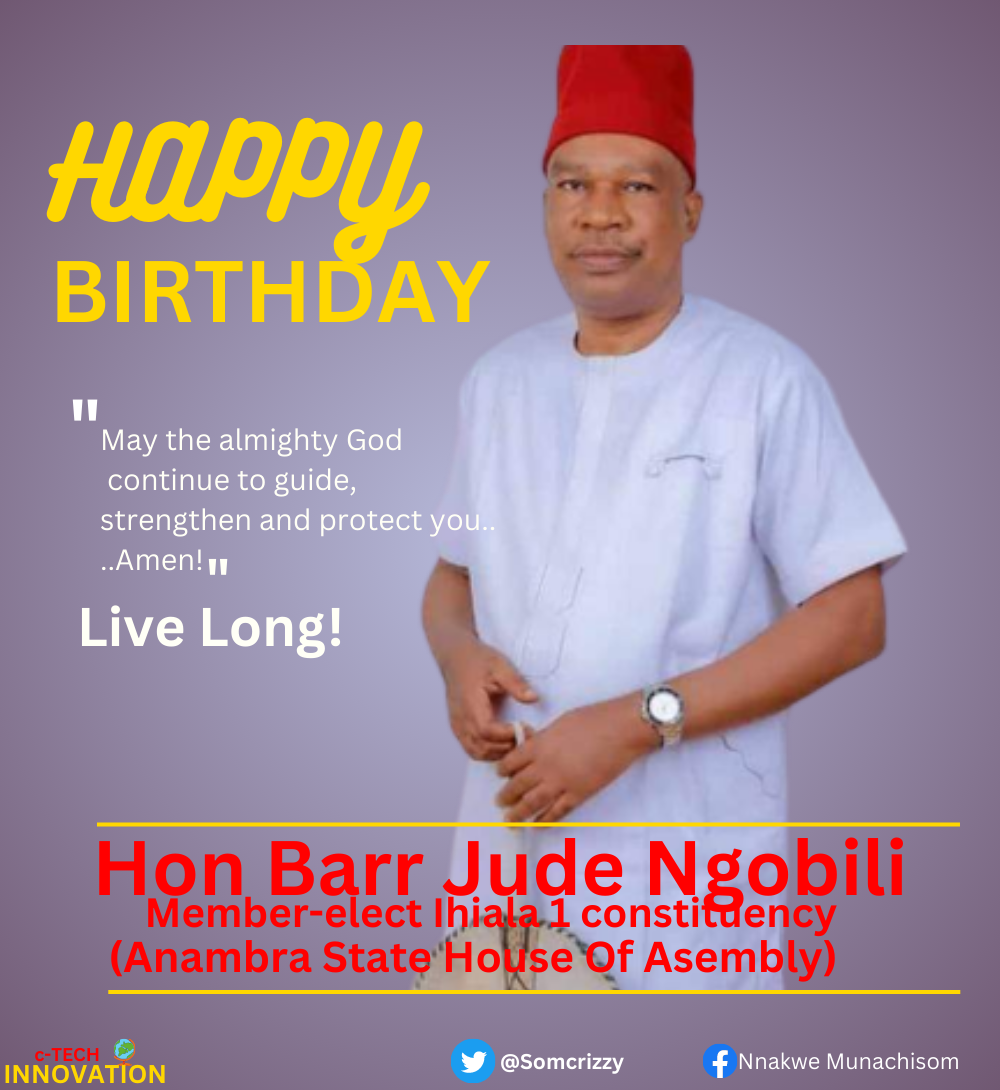 Happy
BIRTHDAY
"May the almighty God
continue to guide,
strengthen and protect you..
..Amen!"
Live Long!
Hon Barr Jude Ngobili
Member-elect Ihiala 1 constituency
(Anambra State House Of Asembly)
c-TECH
INNOVATION
@Somcrizzy
Nnakwe Munachisom